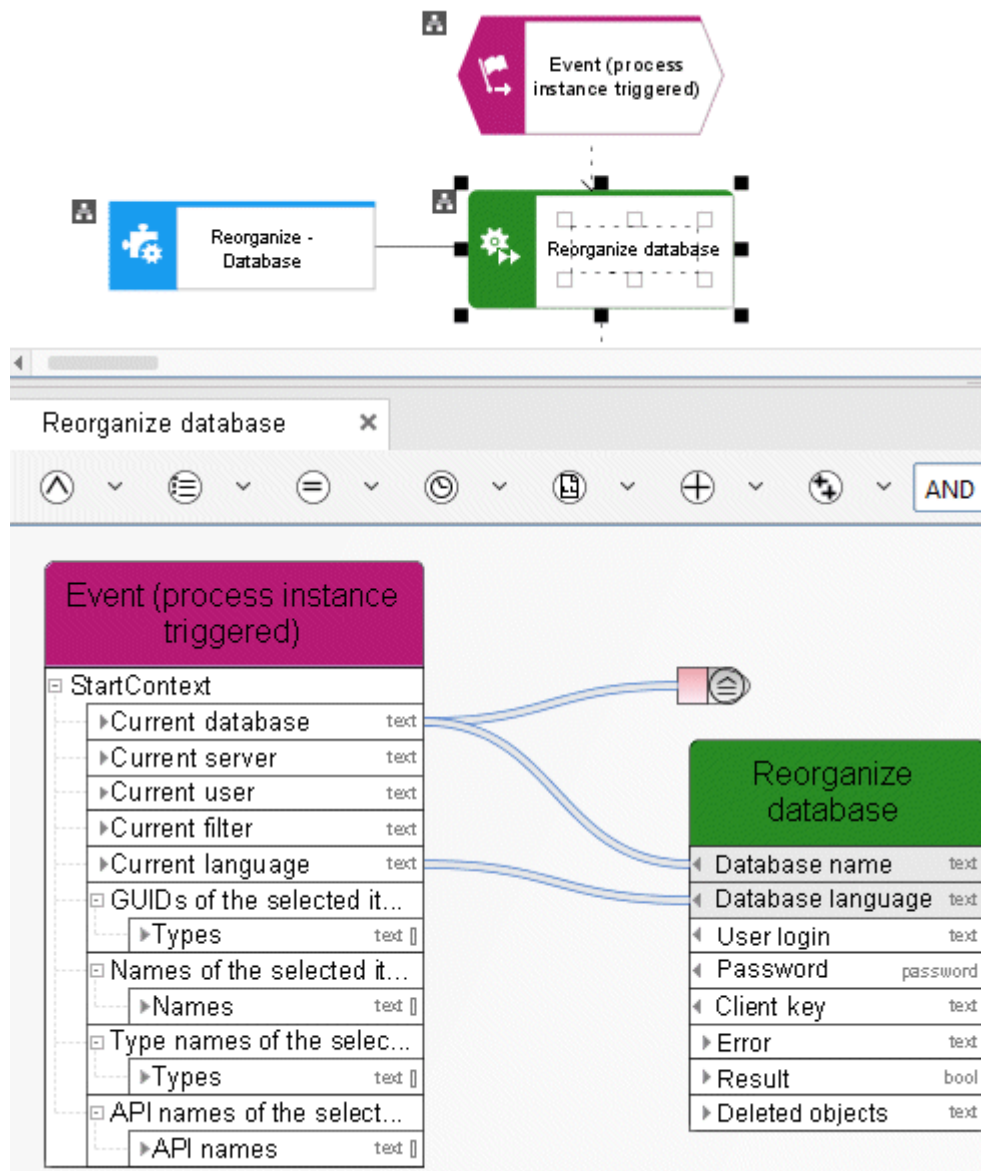 Event (process
instance triggered)
Reorganize -
Database
Reorganize database
Reorganize database
AND
Event (process instance
triggered)
StartContext
Current database text
Current server text
Current user text
Current filter text
Current language text
GUIDs of the selected it...
Types text []
Names of the selected it...
Names text []
Type names of the selec...
Types text []
API names of the select...
API names text []
Reorganize
database
Database name text
Database language text
User login text
Password password
Client key text
Error text
Result bool
Deleted objects text